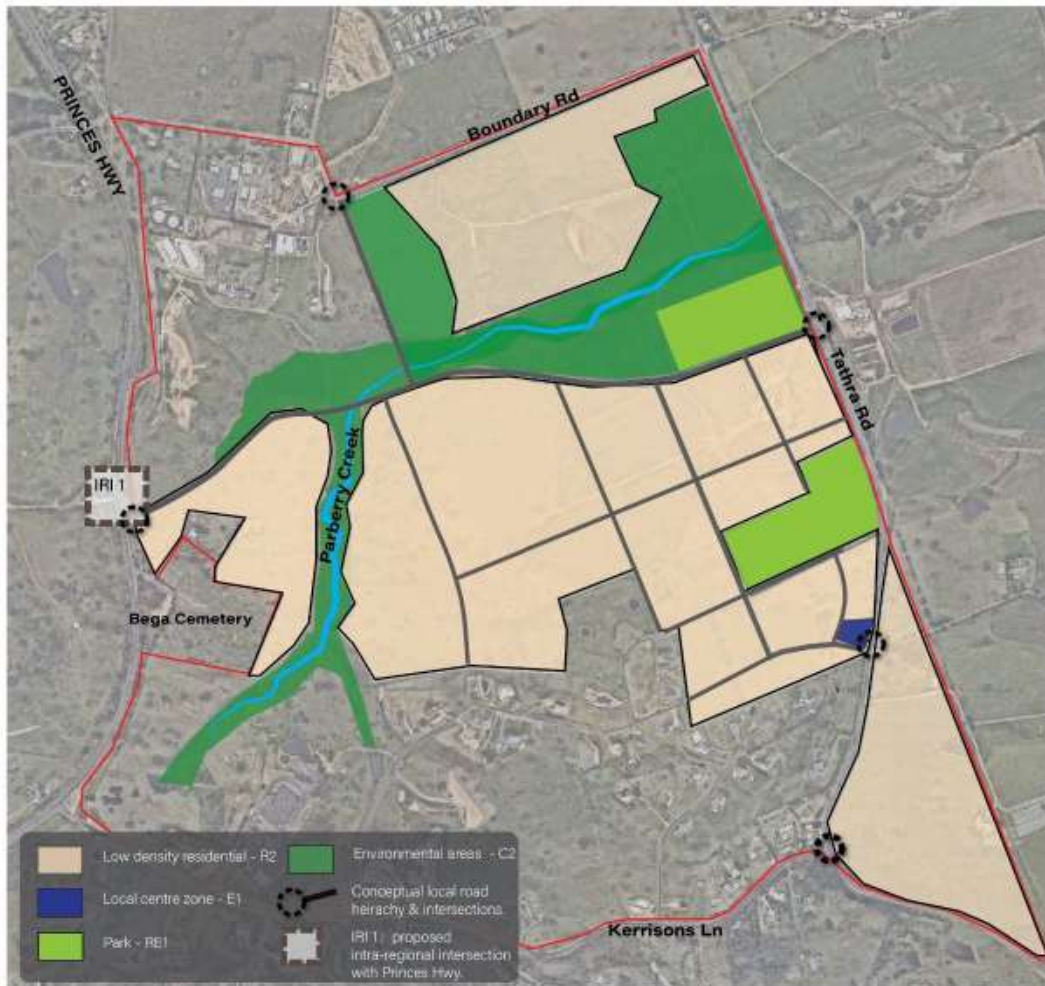 PRINCES HWY
Boundary Rd
Tathra Rd
IRI 1
Parberry Creek
Bega Cemetery
Kerrisons Ln
Low density residential - R2
Local centre zone - E1
Park - RE1
Environmental areas - C2
Conceptual local road
heirachy & intersections
IRI 1: proposed
intra-regional intersection
with Princes Hwy.